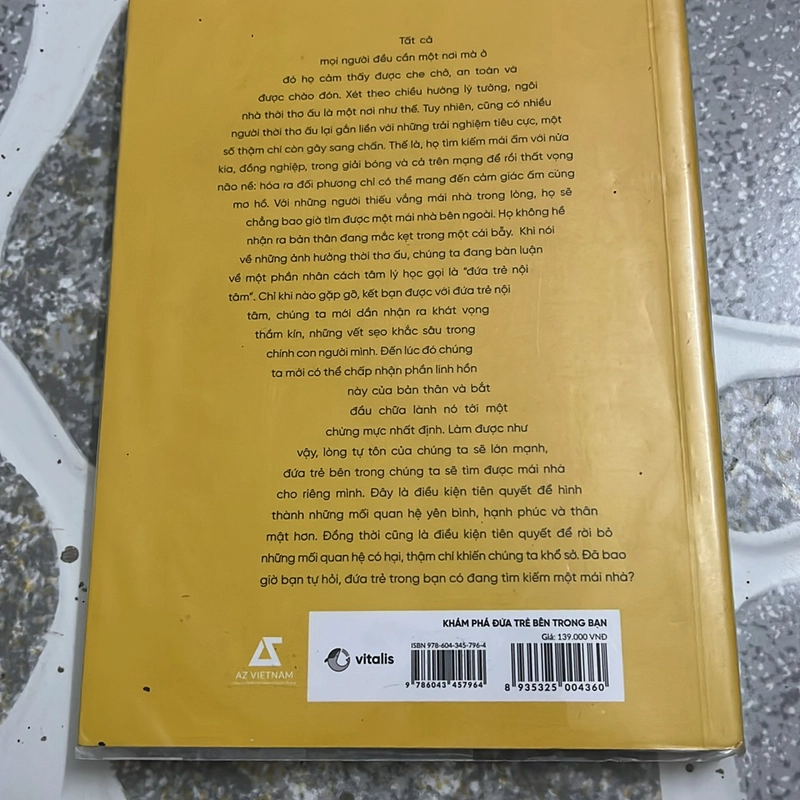 Tất cả
mọi người đều cần một nơi mà ở
đó họ cảm thấy được che chở, an toàn và
được chào đón. Xét theo chiều hướng lý tưởng, ngôi
nhà thời thơ ấu là một nơi như thế. Tuy nhiên, cũng có nhiều
người thời thơ ấu lại gắn liền với những trải nghiệm tiêu cực, một
số thậm chí còn gây sang chấn. Thế là, họ tìm kiếm mái ấm với nửa
kia, đồng nghiệp, trong giải bóng và cả trên mạng để rồi thất vọng
não nề: hóa ra đối phương chỉ có thể mang đến cảm giác ấm cúng
mơ hồ. Với những người thiếu vắng mái nhà trong lòng, họ sẽ
chẳng bao giờ tìm được một mái nhà bên ngoài. Họ không hề
nhận ra bản thân đang mắc kẹt trong một cái bẫy. Khi nói
về những ảnh hưởng thời thơ ấu, chúng ta đang bàn luận
về một phần nhân cách tâm lý học gọi là "đứa trẻ nội
tâm". Chỉ khi nào gặp gỡ, kết bạn được với đứa trẻ nội
tâm, chúng ta mới dần nhận ra khát vọng
thầm kín, những vết sẹo khắc sâu trong
chính con người mình. Đến lúc đó chúng
ta mới có thể chấp nhận phần linh hồn
này của bản thân và bắt
đầu chữa lành nó tới một
chừng mực nhất định. Làm được như
vậy, lòng tự tôn của chúng ta sẽ lớn mạnh,
đứa trẻ bên trong chúng ta sẽ tìm được mái nhà
cho riêng mình. Đây là điều kiện tiên quyết để hình
thành những mối quan hệ yên bình, hạnh phúc và thân
mật hơn. Đồng thời cũng là điều kiện tiên quyết để rời bỏ
những mối quan hệ có hại, thậm chí khiến chúng ta khổ sở. Đã bao
giờ bạn tự hỏi, đứa trẻ trong bạn có đang tìm kiếm một mái nhà?
KHÁM PHÁ ĐỨA TRẺ BÊN TRONG BẠN
Giá: 139.000 VNĐ
ISBN 978-604-345-796-4
vitalis
9 786043 457964
8 935325 004360
AZ VIETNAM